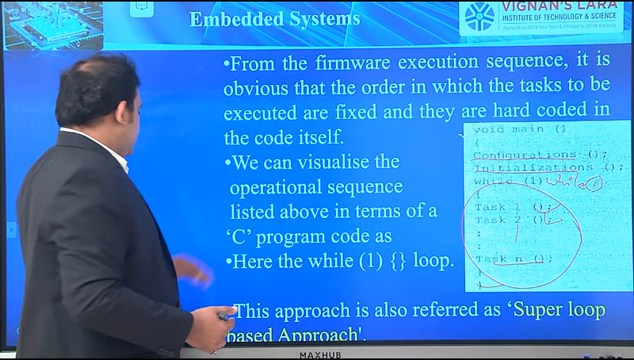 Embedded Systems
VIGNAN'S LARA
INSTITUTE OF TECHNOLOGY & SCIENCE
•From the firmware execution sequence, it is
obvious that the order in which the tasks to be
executed are fixed and they are hard coded in
the code itself.
•We can visualise the
operational sequence
listed above in terms of a
'C' program code as
•Here the while (1) {} loop.
This approach is also referred as 'Super loop
based Approach'.
void main ()
{
Configurations ();
Initializations ();
while (1) while(1)
{
Task 1 ();
Task 2 ();
:
:
Task n ();
}
MAXHUB